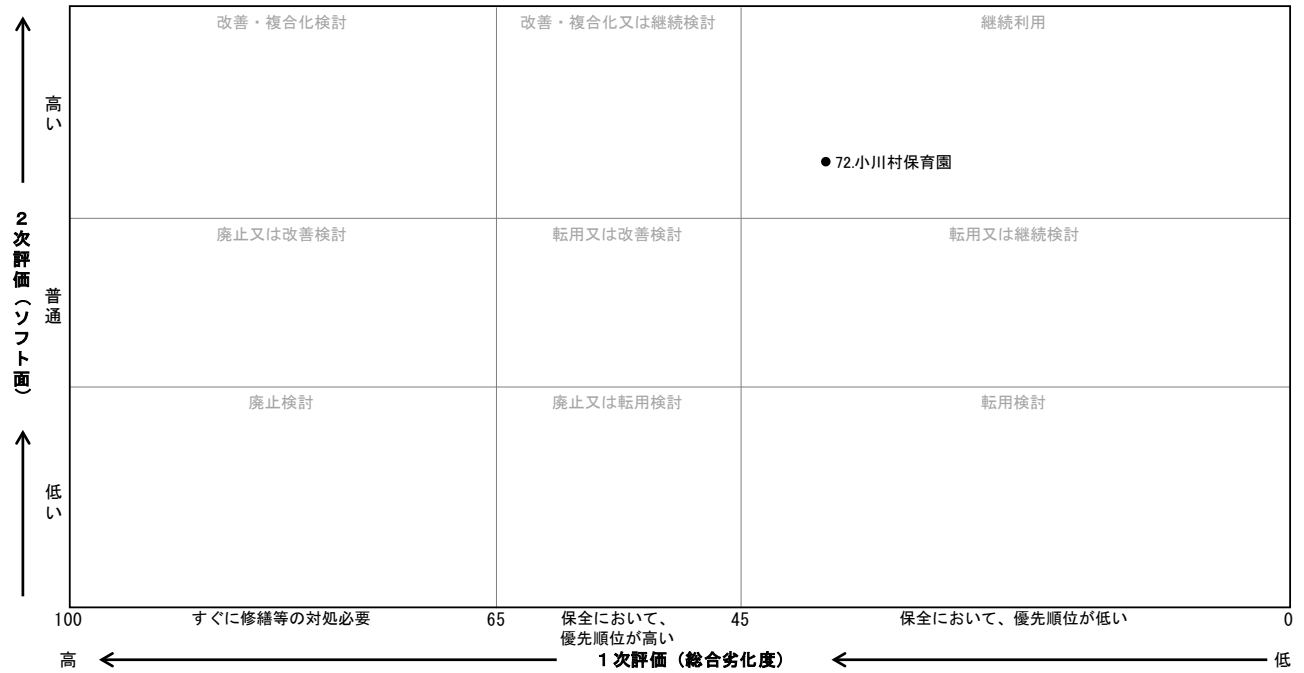 改善・複合化検討
改善・複合化又は継続検討
継続利用
高い
72.小川村保育園
2次評価（ソフト面）
廃止又は改善検討
転用又は改善検討
転用又は継続検討
普通
廃止検討
廃止又は転用検討
転用検討
低い
100
すぐに修繕等の対処必要
65
保全において、
優先順位が高い
45
保全において、優先順位が低い
0
高
1次評価（総合劣化度）
低